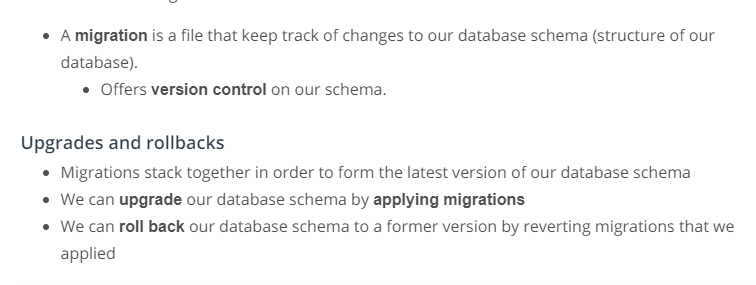 A migration is a file that keep track of changes to our database schema (structure of our
database).
Offers version control on our schema.
Upgrades and rollbacks
Migrations stack together in order to form the latest version of our database schema
We can upgrade our database schema by applying migrations
We can roll back our database schema to a former version by reverting migrations that we
applied